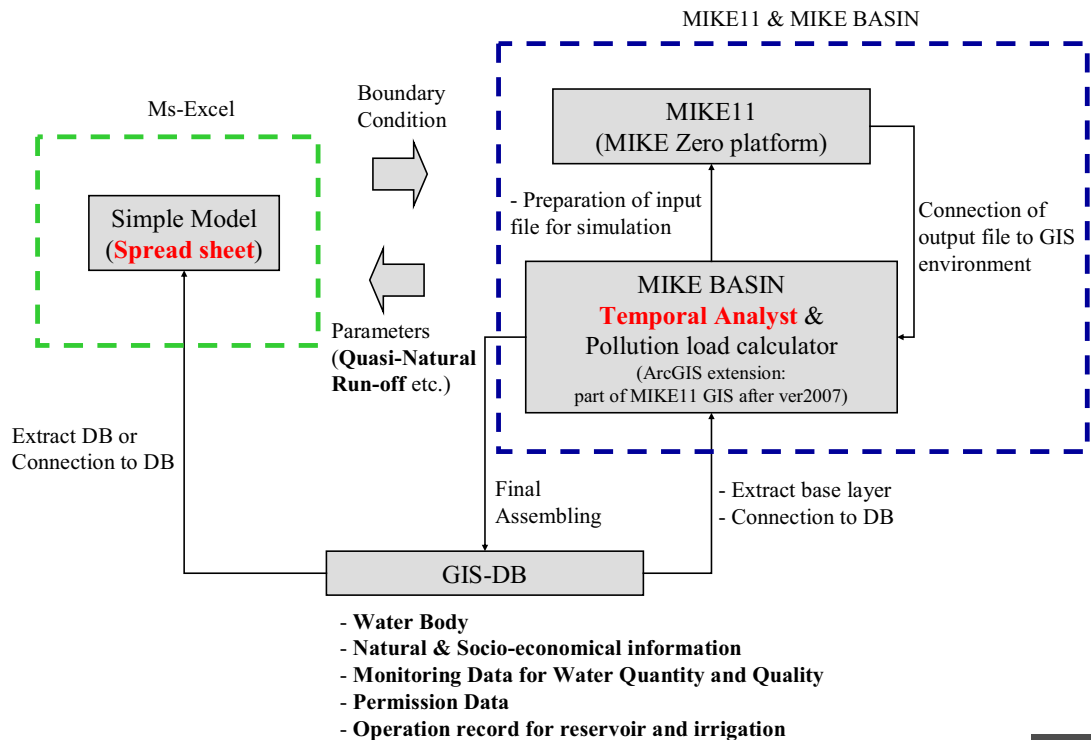 MIKE11 & MIKE BASIN
Ms-Excel
Boundary
Condition
MIKE11
(MIKE Zero platform)
Simple Model
(Spread sheet)
- Preparation of input
file for simulation
Connection of
output file to GIS
environment
MIKE BASIN
Temporal Analyst &
Pollution load calculator
(ArcGIS extension:
part of MIKE11 GIS after ver2007)
Parameters
(Quasi-Natural
Run-off etc.)
Extract DB or
Connection to DB
Final
Assembling
- Extract base layer
- Connection to DB
GIS-DB
- Water Body
- Natural & Socio-economical information
- Monitoring Data for Water Quantity and Quality
- Permission Data
- Operation record for reservoir and irrigation